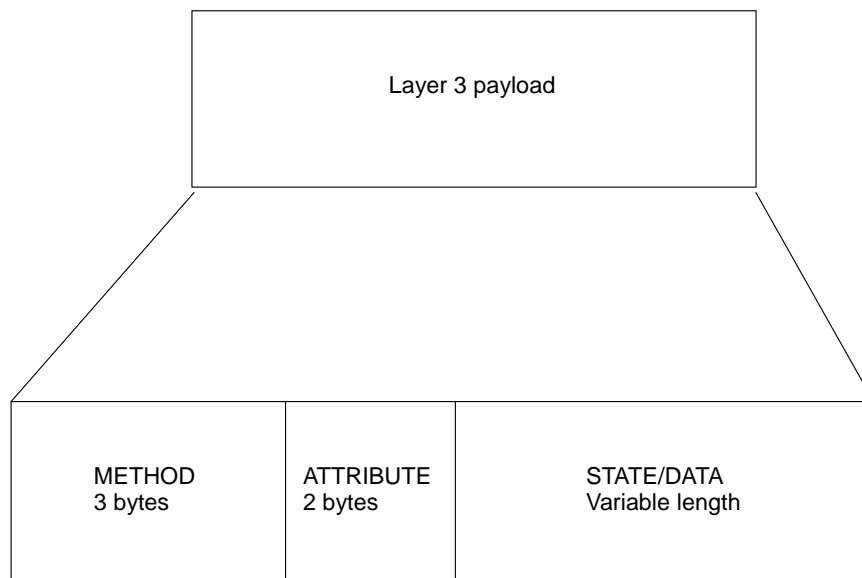 Layer 3 payload
METHOD
3 bytes
ATTRIBUTE
2 bytes
STATE/DATA
Variable length